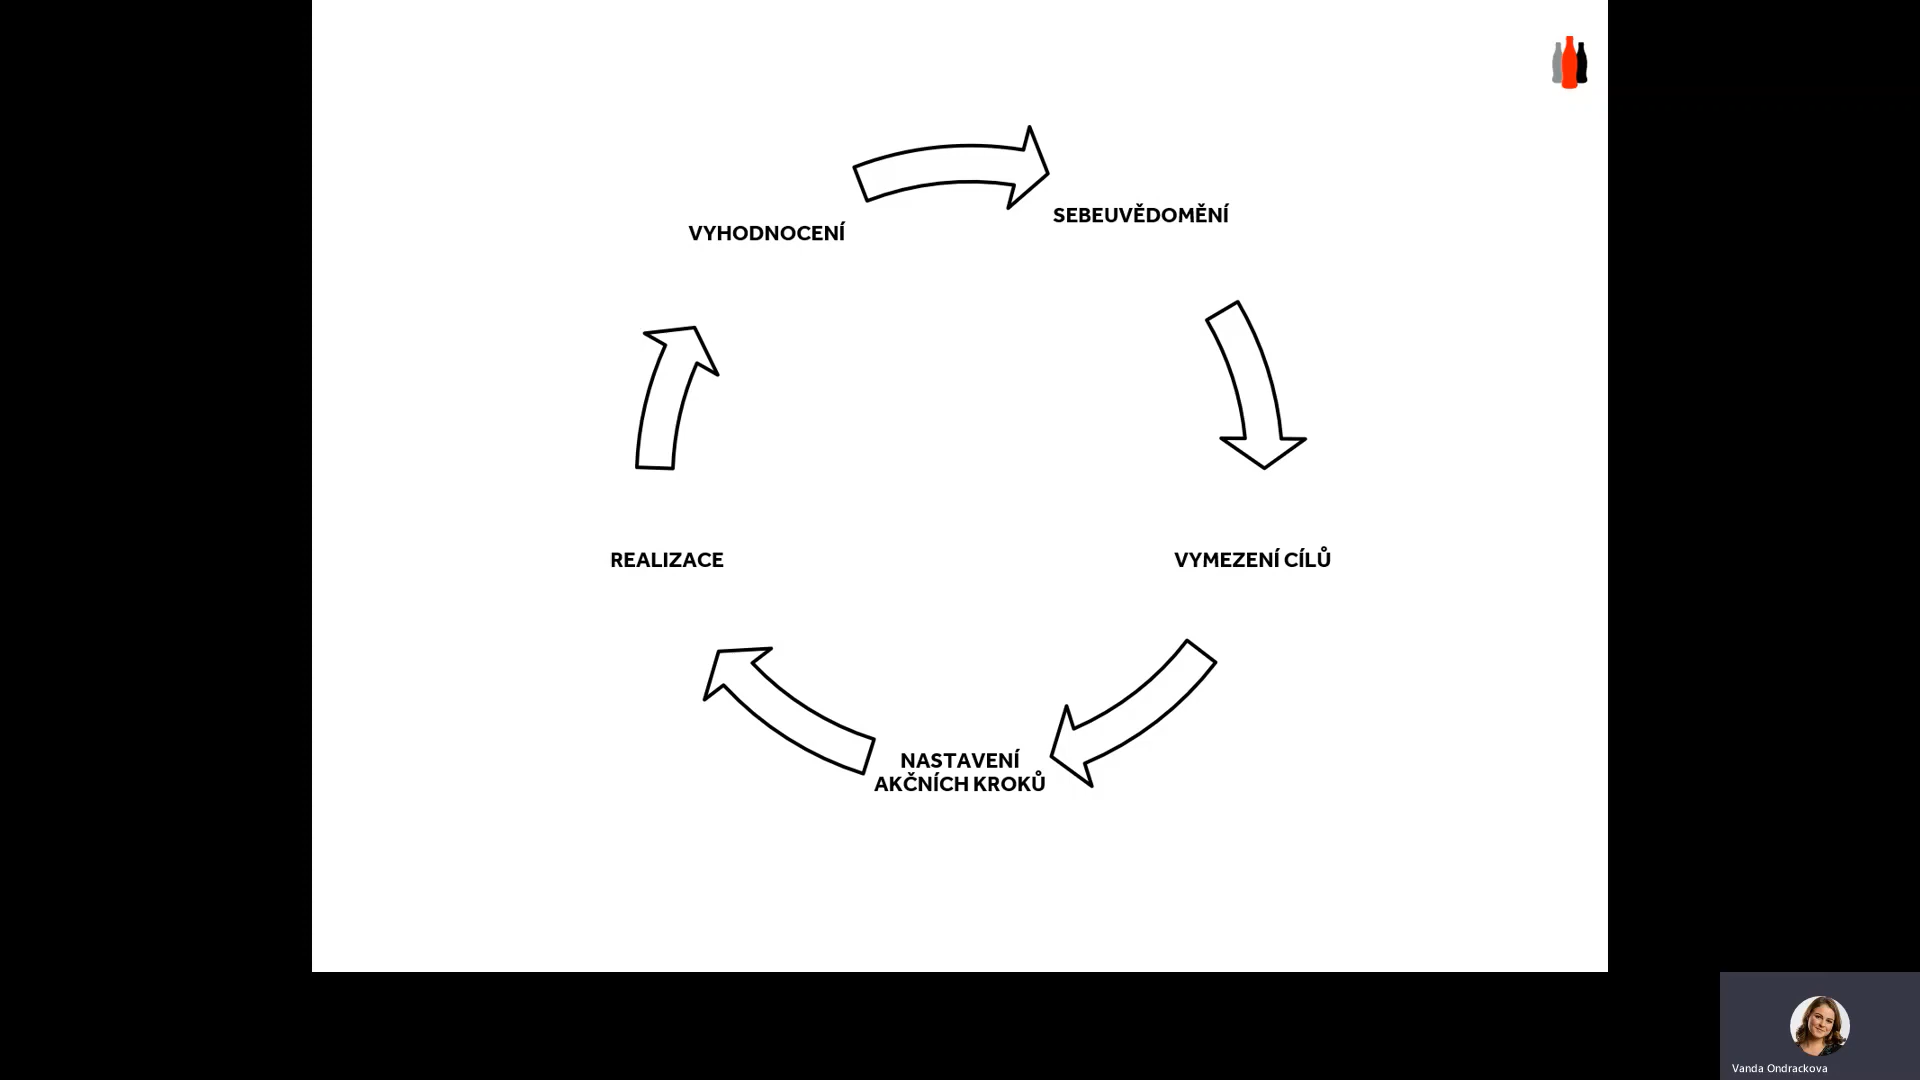 VYHODNOCENÍ
SEBEUVĚDOMĚNÍ
REALIZACE
VYMEZENÍ CÍLŮ
NASTAVENÍ
AKČNÍCH KROKŮ
Vanda Ondrackova